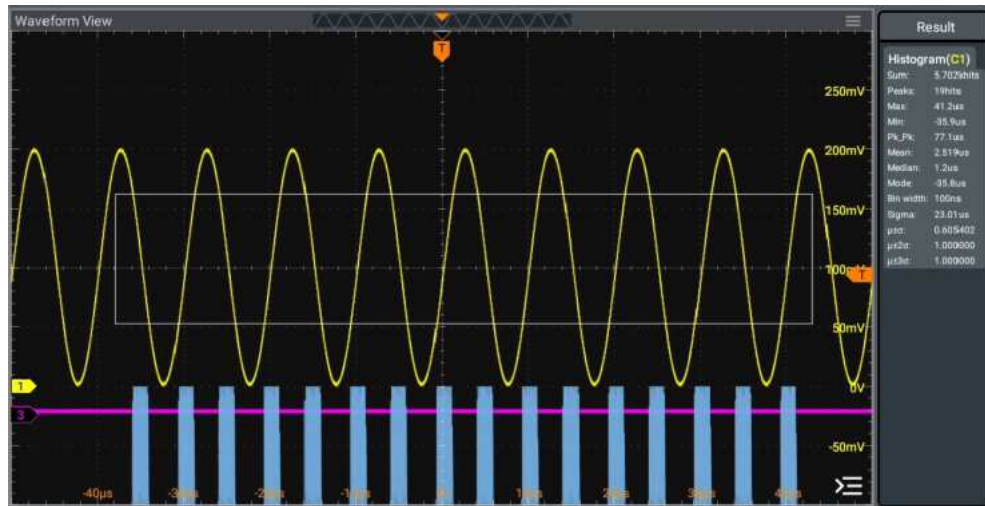 Waveform View
T
250mV
200mV
150mV
100mV
T
50mV
1
0V
3
-50mV
-40µs
Result
Histogram(C1)
Sum: 5.702khits
Peaks: 19hits
Max: 41.2us
Min: -35.9us
Pk_Pk: 77.1us
Mean: 2.519us
Median: 1.2us
Mode: -35.8us
Bin width: 100ns
Sigma: 23.01us
µ±σ: 0.605402
µ±2σ: 1.000000
µ±3σ: 1.000000